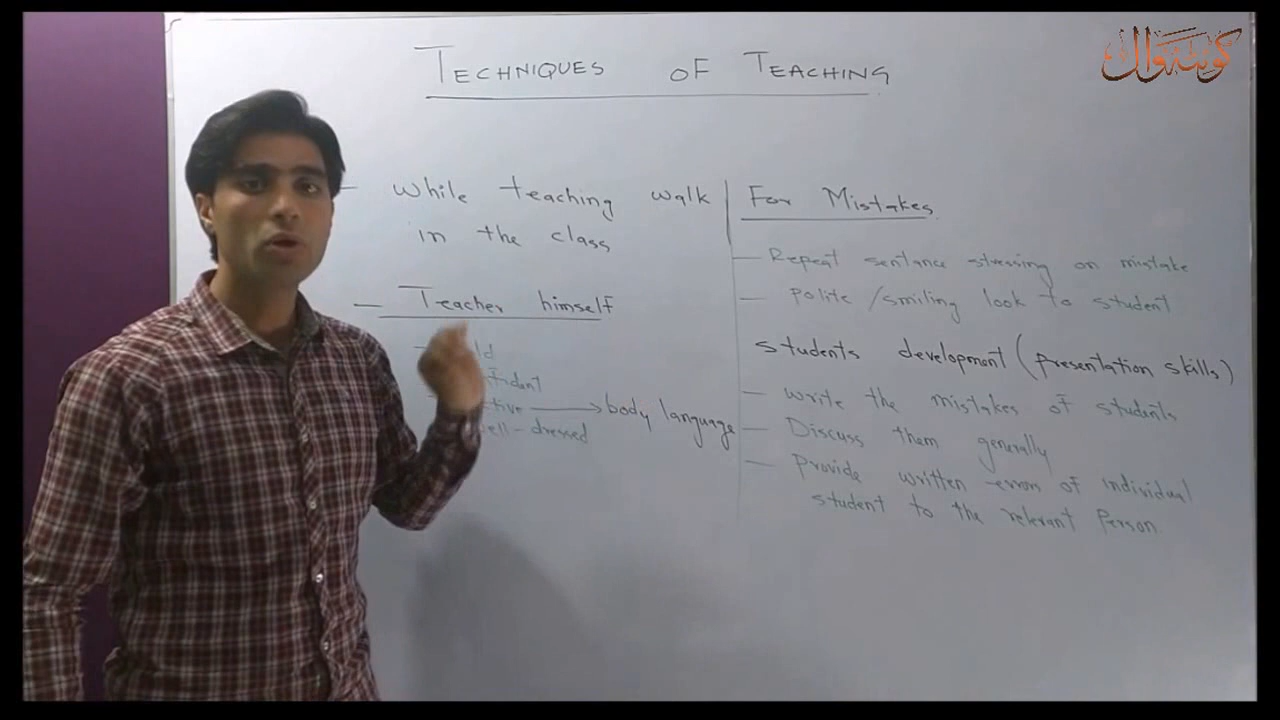 TECHNIQUES OF TEACHING
— While teaching walk
in the class
— Teacher himself
body language
— dressed
For Mistakes
— Repeat sentance stressing on mistake
— Polite / smiling look to student
Students development (presentation skills)
— Write the mistakes of students
— Discuss them generally
— Provide written errors of individual
student to the relevant Person.